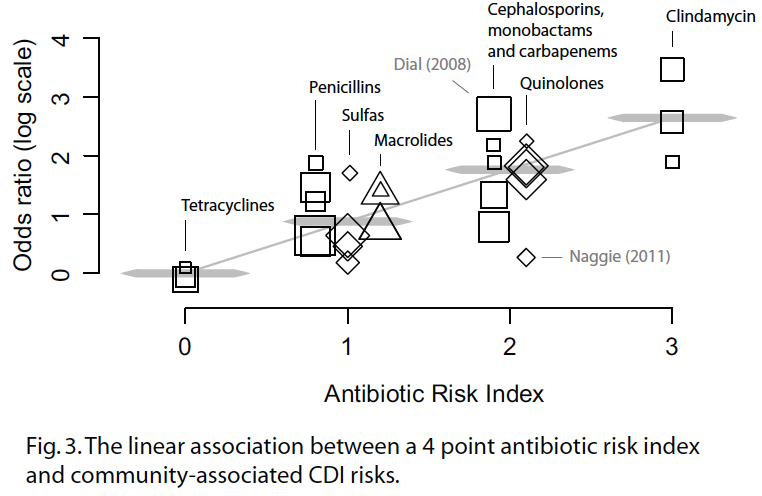 Cephalosporins,
monobactams
and carbapenems
Clindamycin
Dial (2008)
Quinolones
Penicillins
Sulfas
Macrolides
Tetracyclines
Naggie (2011)
Odds ratio (log scale)
4
3
2
1
0
0 1 2 3
Antibiotic Risk Index
Fig. 3. The linear association between a 4 point antibiotic risk index
and community-associated CDI risks.